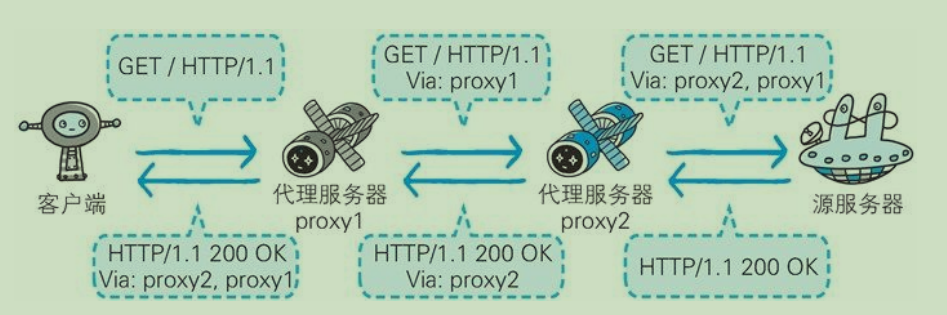 GET / HTTP/1.1
GET / HTTP/1.1
Via: proxy1
GET / HTTP/1.1
Via: proxy2, proxy1
客户端
代理服务器
proxy1
代理服务器
proxy2
源服务器
HTTP/1.1 200 OK
Via: proxy2, proxy1
HTTP/1.1 200 OK
Via: proxy2
HTTP/1.1 200 OK